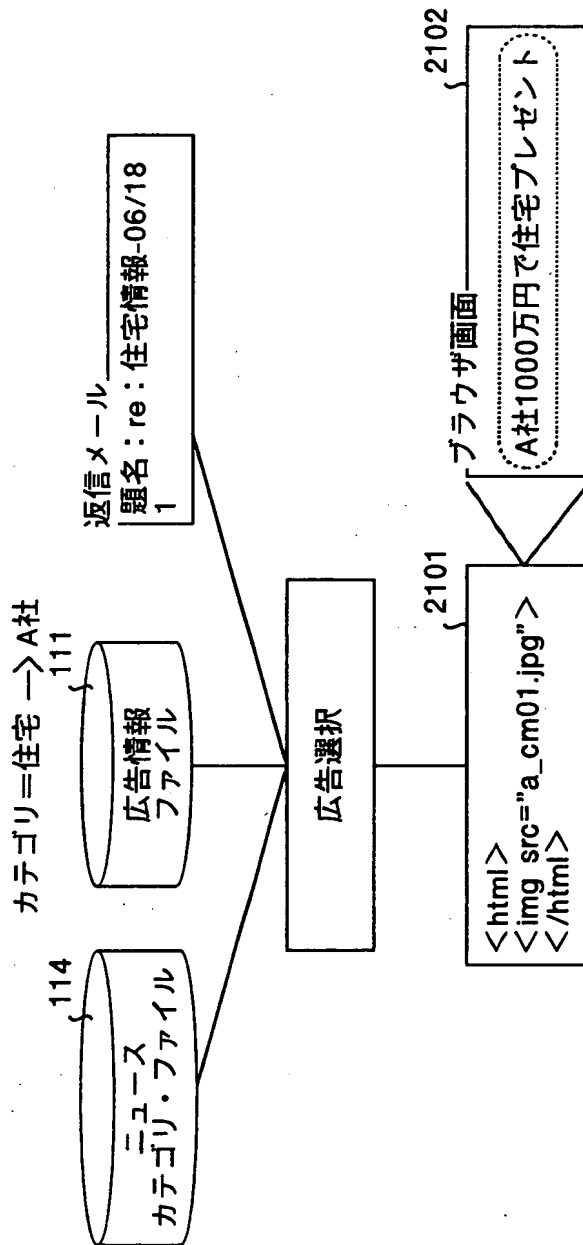 カテゴリ=住宅 —> A社
114
ニュース
カテゴリ・ファイル
111
広告情報
ファイル
返信メール
題名:re:住宅情報-06/18
1
広告選択
2101
<html>
<img src="a_cm01.jpg">
</html>
ブラウザ画面
2102
A社1000万円で住宅プレゼント